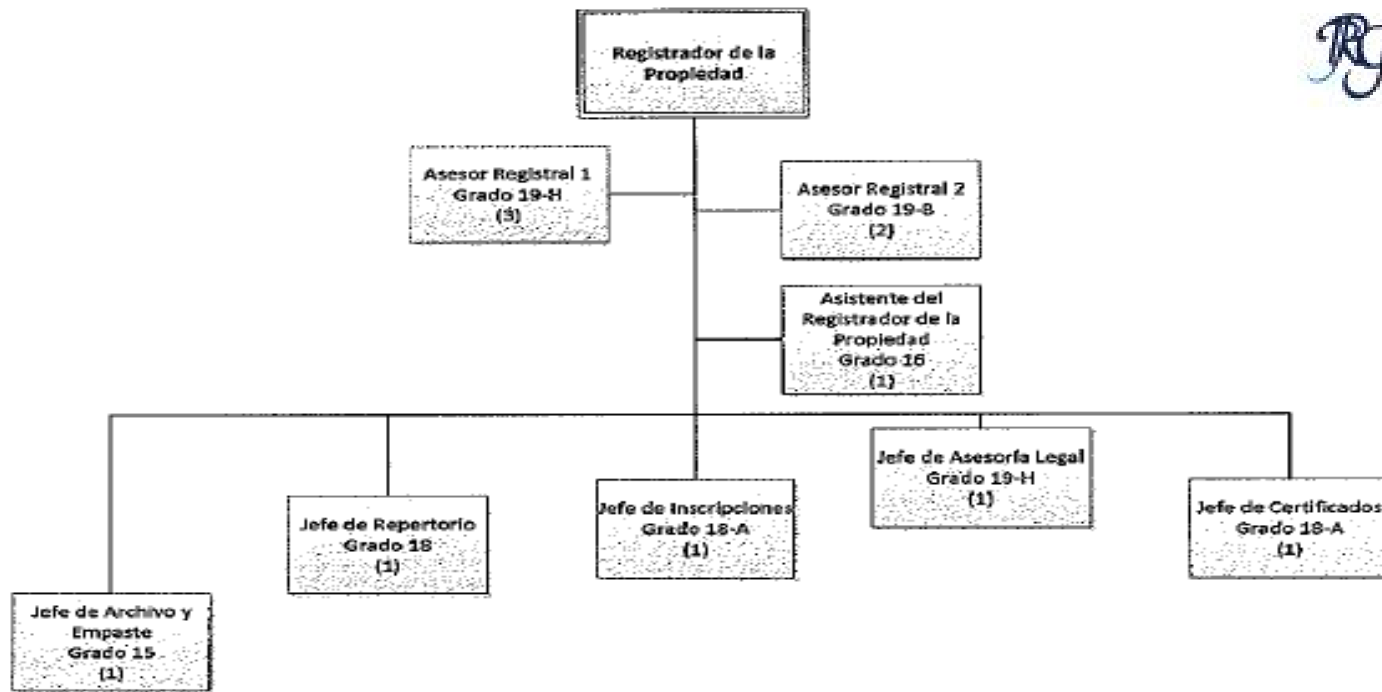 Registrador de la
Propiedad
Asesor Registral 1
Grado 19-H
(3)
Asesor Registral 2
Grado 19-B
(2)
Asistente del
Registrador de la
Propiedad
Grado 16
(1)
Jefe de Asesoría Legal
Grado 19-H
(1)
Jefe de Inscripciones
Grado 18-A
(1)
Jefe de Certificados
Grado 18-A
(1)
Jefe de Repertorio
Grado 18
(1)
Jefe de Archivo y
Empaste
Grado 15
(1)